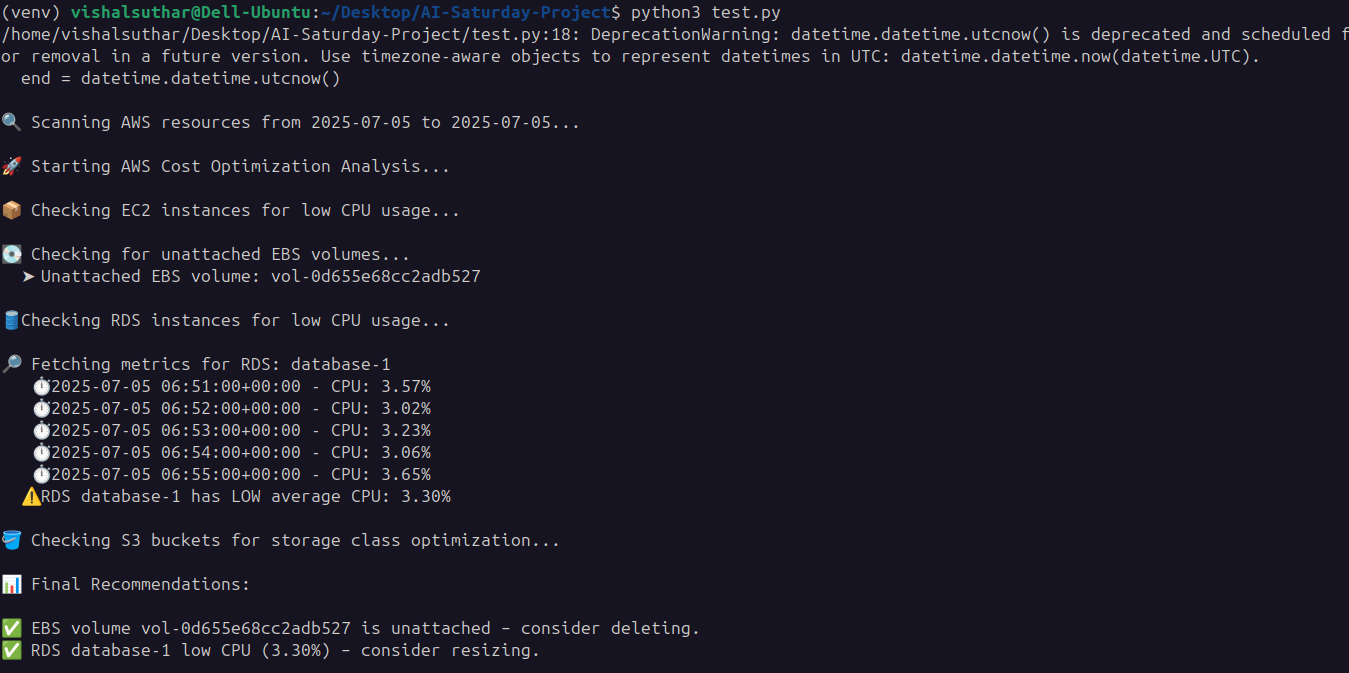 (venv) vishalsuthar@Dell-Ubuntu:~/Desktop/AI-Saturday-Project$ python3 test.py
/home/vishalsuthar/Desktop/AI-Saturday-Project/test.py:18: DeprecationWarning: datetime.datetime.utcnow() is deprecated and scheduled f
or removal in a future version. Use timezone-aware objects to represent datetimes in UTC: datetime.datetime.now(datetime.UTC).
  end = datetime.datetime.utcnow()
🔍 Scanning AWS resources from 2025-07-05 to 2025-07-05...
🚀 Starting AWS Cost Optimization Analysis...
📦 Checking EC2 instances for low CPU usage...
💽 Checking for unattached EBS volumes...
  ➤ Unattached EBS volume: vol-0d655e68cc2adb527
🛢️Checking RDS instances for low CPU usage...
🔎 Fetching metrics for RDS: database-1
   ⏱️2025-07-05 06:51:00+00:00 - CPU: 3.57%
   ⏱️2025-07-05 06:52:00+00:00 - CPU: 3.02%
   ⏱️2025-07-05 06:53:00+00:00 - CPU: 3.23%
   ⏱️2025-07-05 06:54:00+00:00 - CPU: 3.06%
   ⏱️2025-07-05 06:55:00+00:00 - CPU: 3.65%
  ⚠️RDS database-1 has LOW average CPU: 3.30%
🪣 Checking S3 buckets for storage class optimization...
📊 Final Recommendations:
✅ EBS volume vol-0d655e68cc2adb527 is unattached – consider deleting.
✅ RDS database-1 low CPU (3.30%) – consider resizing.